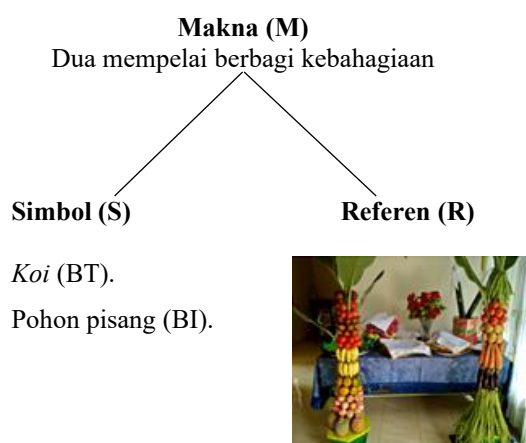 Makna (M)
Dua mempelai berbagi kebahagiaan
Simbol (S)
Referen (R)
Koi (BT).
Pohon pisang (BI).